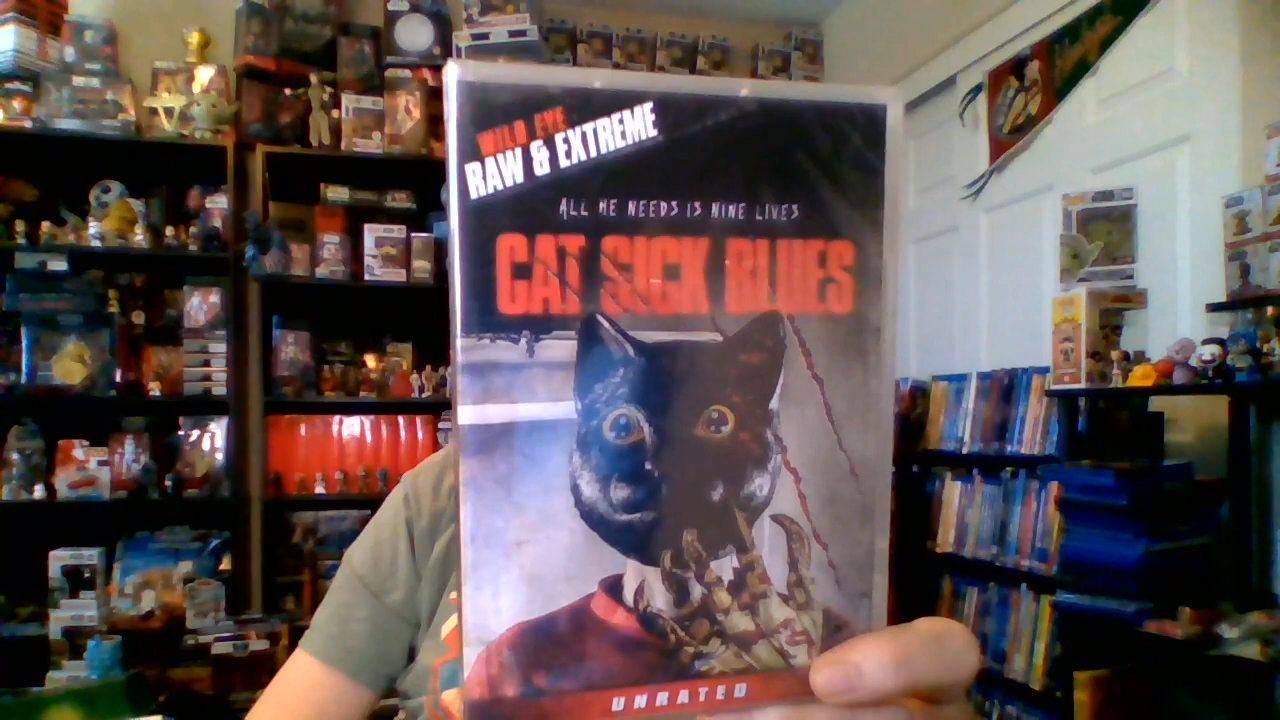 WILD EYE
RAW & EXTREME
ALL HE NEEDS IS NINE LIVES
CAT SICK BLUES
UNRATED